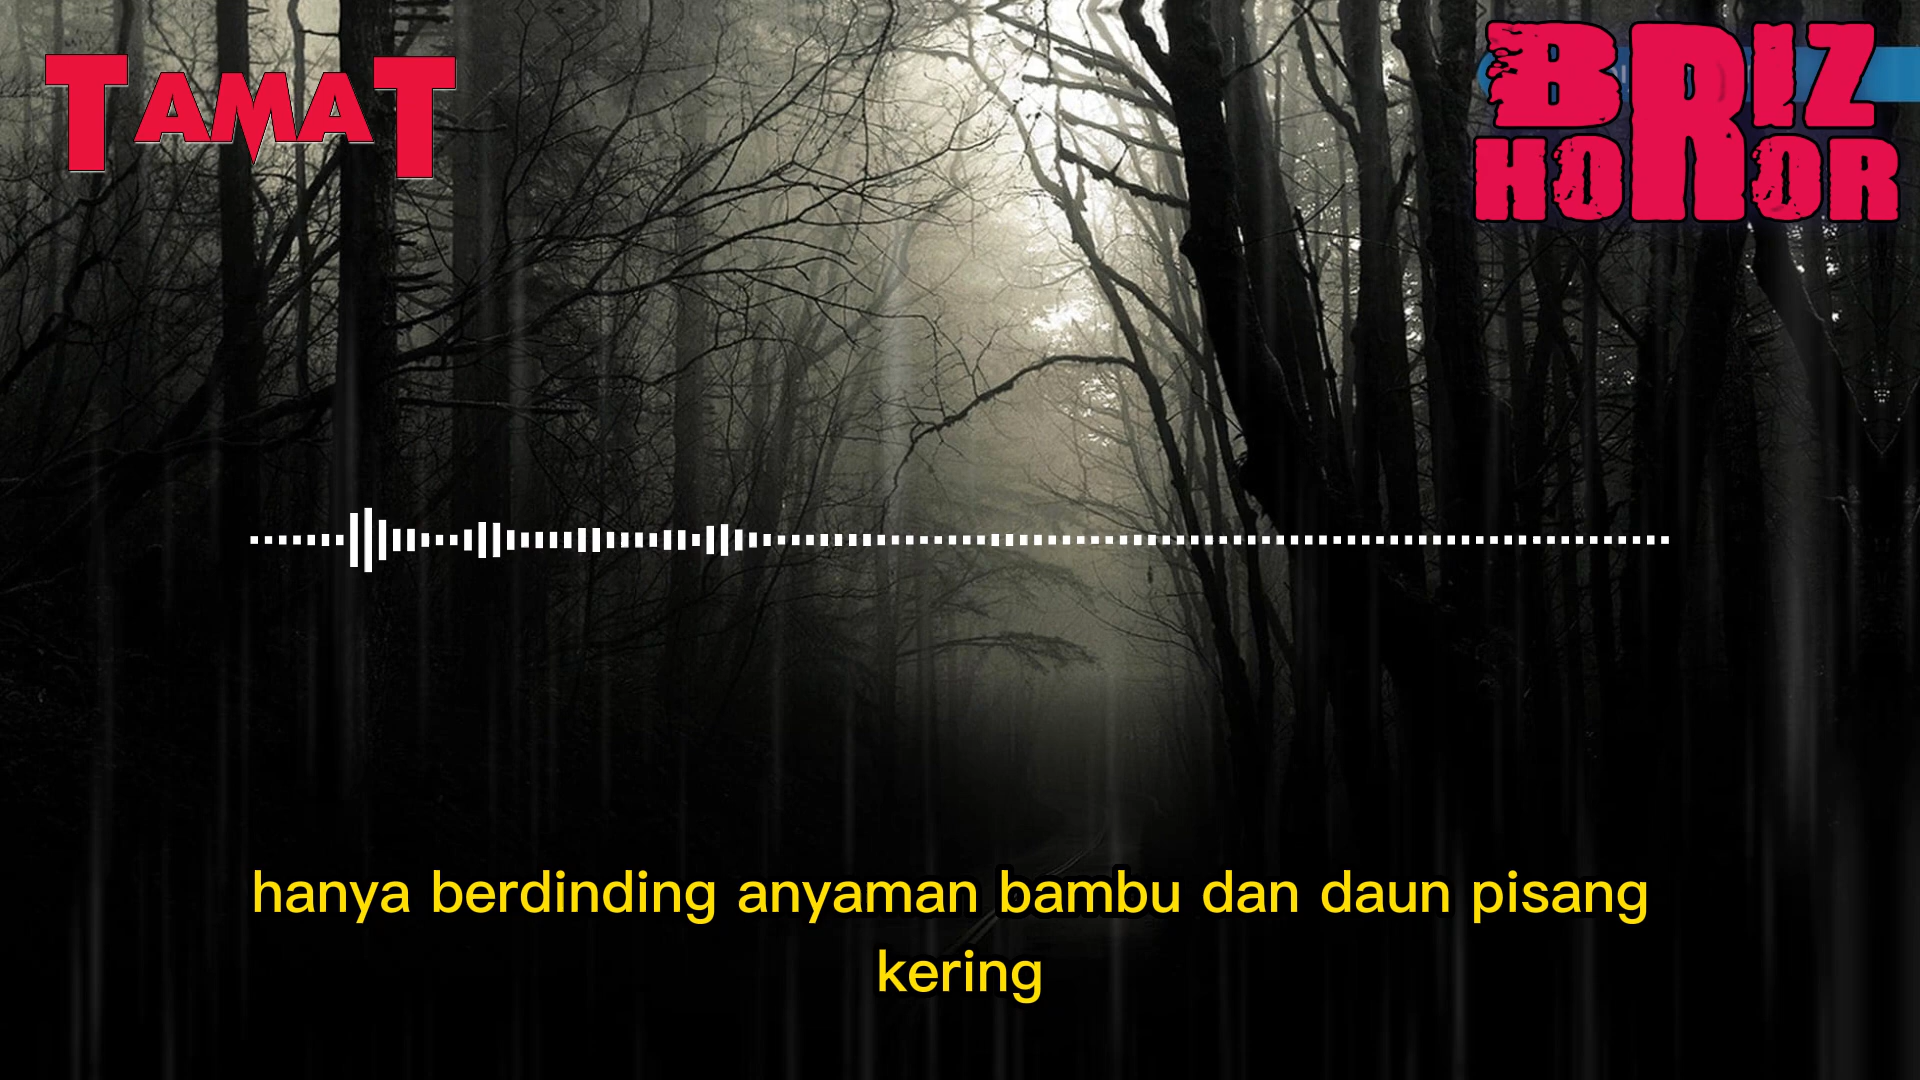 TAMAT
BRIZ
HOROR
hanya berdinding anyaman bambu dan daun pisang
kering